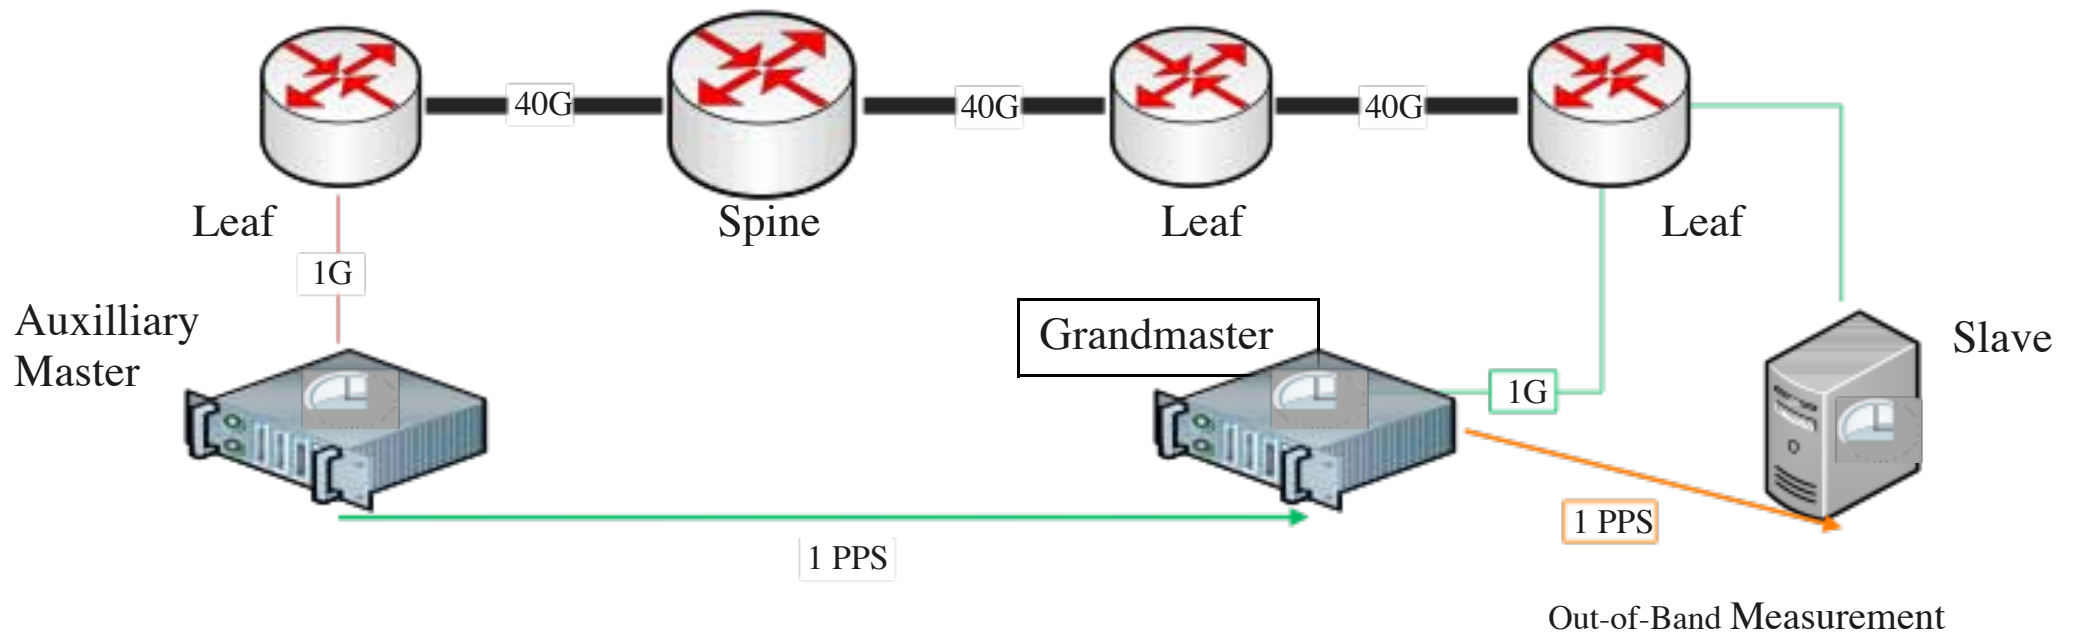 40G
40G
40G
Leaf
Spine
Leaf
Leaf
1G
Auxilliary
Master
Grandmaster
Slave
1G
1 PPS
1 PPS
Out-of-Band Measurement